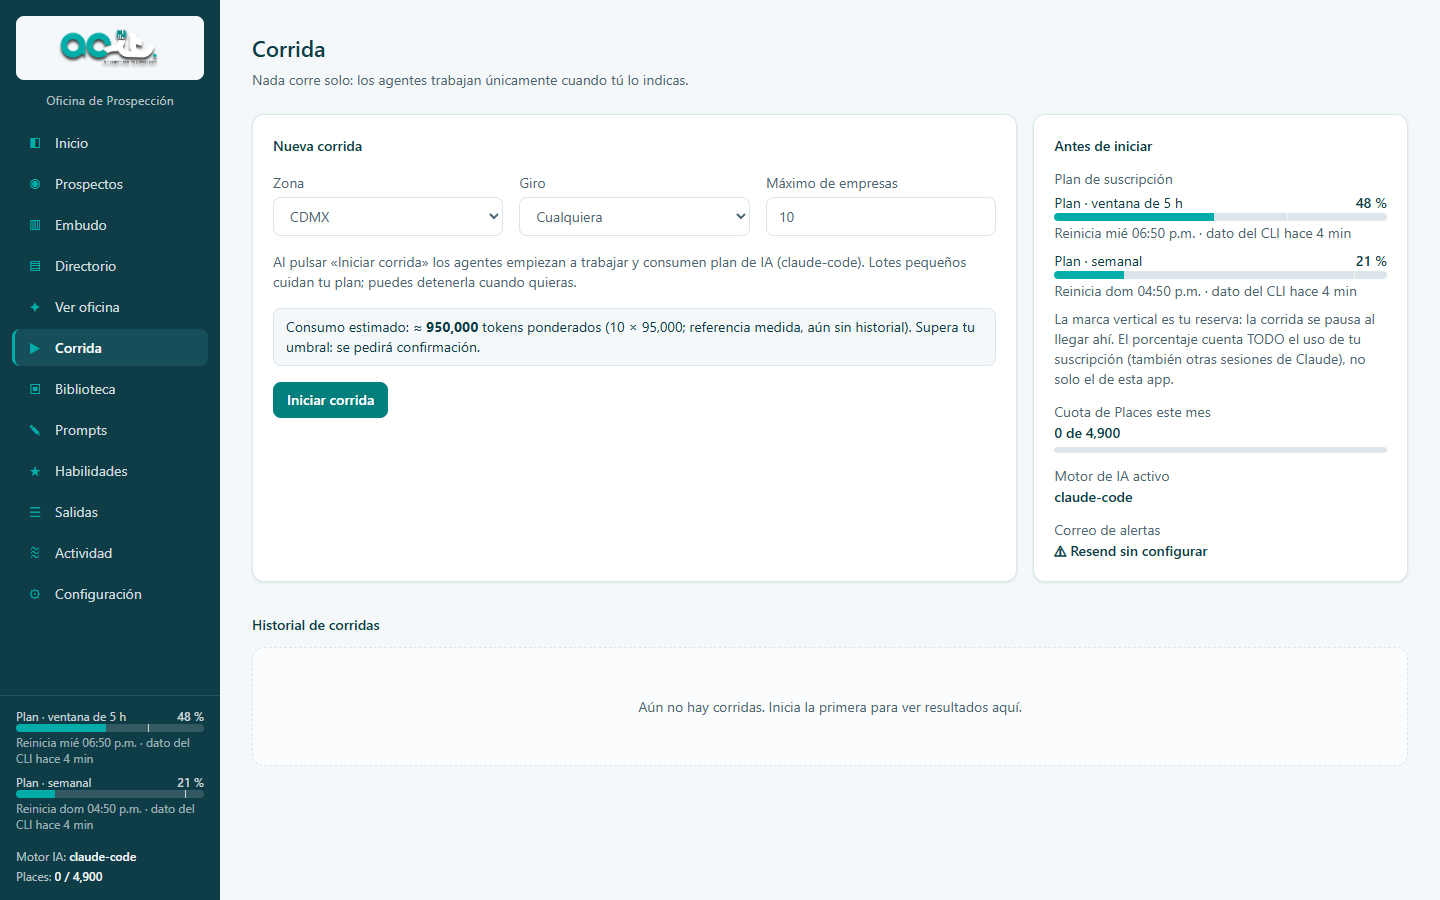 acit.
Oficina de Prospección
Inicio
Prospectos
Embudo
Directorio
Ver oficina
Corrida
Biblioteca
Prompts
Habilidades
Salidas
Actividad
Configuración
Plan · ventana de 5 h 48 %
Reinicia mié 06:50 p.m. · dato del
CLI hace 4 min
Plan · semanal 21 %
Reinicia dom 04:50 p.m. · dato del
CLI hace 4 min
Motor IA: claude-code
Places: 0 / 4,900
Corrida
Nada corre solo: los agentes trabajan únicamente cuando tú lo indicas.
Nueva corrida
Zona Giro Máximo de empresas
CDMX Cualquiera 10
Al pulsar «Iniciar corrida» los agentes empiezan a trabajar y consumen plan de IA (claude-code). Lotes pequeños
cuidan tu plan; puedes detenerla cuando quieras.
Consumo estimado: ≈ 950,000 tokens ponderados (10 × 95,000; referencia medida, aún sin historial). Supera tu
umbral: se pedirá confirmación.
Iniciar corrida
Antes de iniciar
Plan de suscripción
Plan · ventana de 5 h 48 %
Reinicia mié 06:50 p.m. · dato del CLI hace 4 min
Plan · semanal 21 %
Reinicia dom 04:50 p.m. · dato del CLI hace 4 min
La marca vertical es tu reserva: la corrida se pausa al
llegar ahí. El porcentaje cuenta TODO el uso de tu
suscripción (también otras sesiones de Claude), no
solo el de esta app.
Cuota de Places este mes
0 de 4,900
Motor de IA activo
claude-code
Correo de alertas
⚠ Resend sin configurar
Historial de corridas
Aún no hay corridas. Inicia la primera para ver resultados aquí.